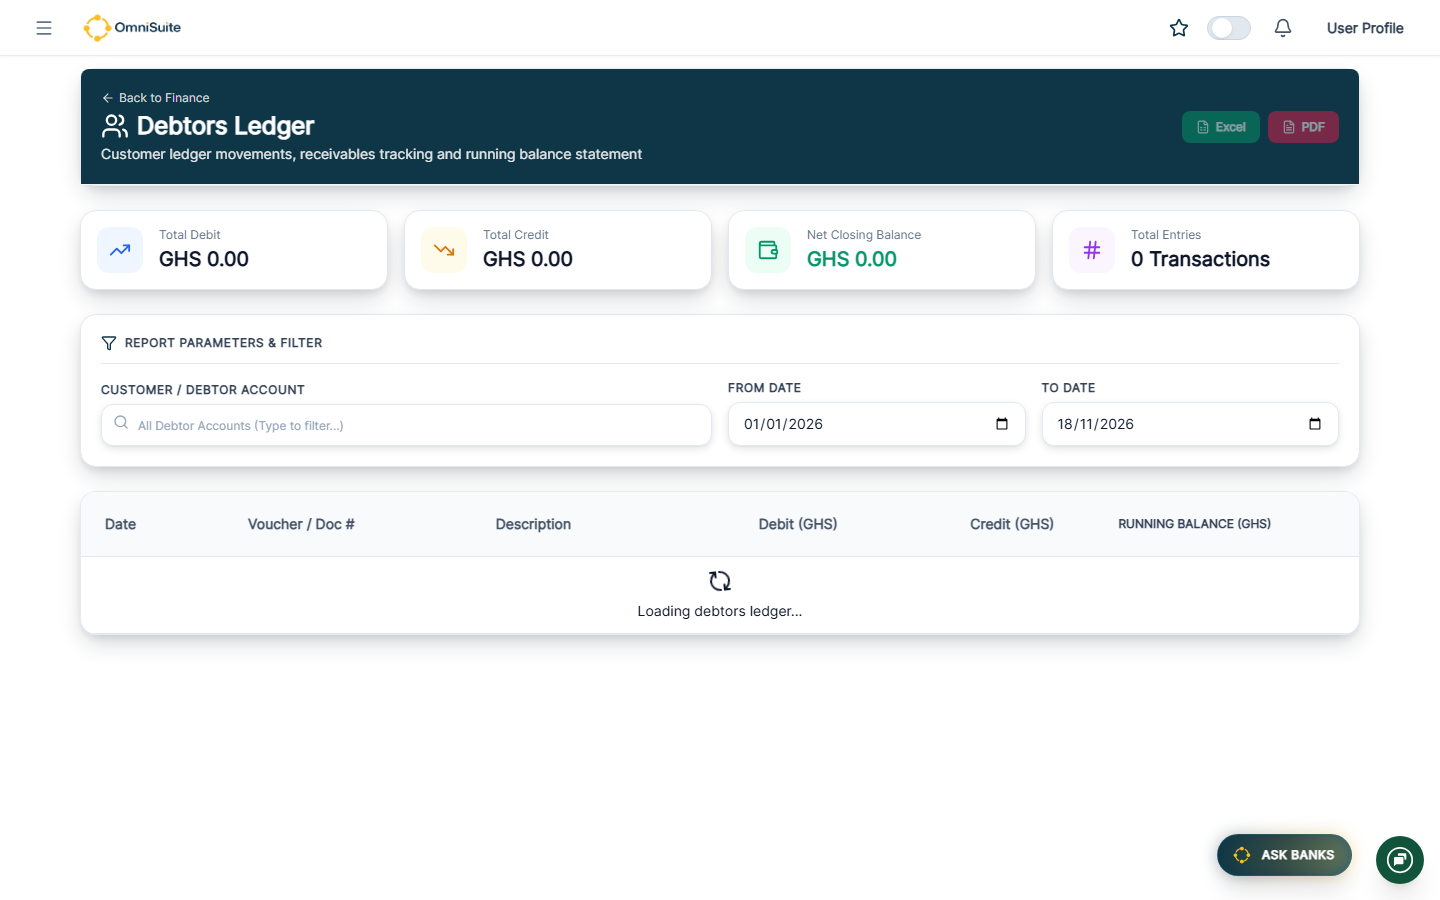 OmniSuite
User Profile
Back to Finance
Debtors Ledger
Customer ledger movements, receivables tracking and running balance statement
Excel
PDF
Total Debit
GHS 0.00
Total Credit
GHS 0.00
Net Closing Balance
GHS 0.00
Total Entries
0 Transactions
REPORT PARAMETERS & FILTER
CUSTOMER / DEBTOR ACCOUNT
All Debtor Accounts (Type to filter...)
FROM DATE
01/01/2026
TO DATE
18/11/2026
Date
Voucher / Doc #
Description
Debit (GHS)
Credit (GHS)
RUNNING BALANCE (GHS)
Loading debtors ledger...
ASK BANKS